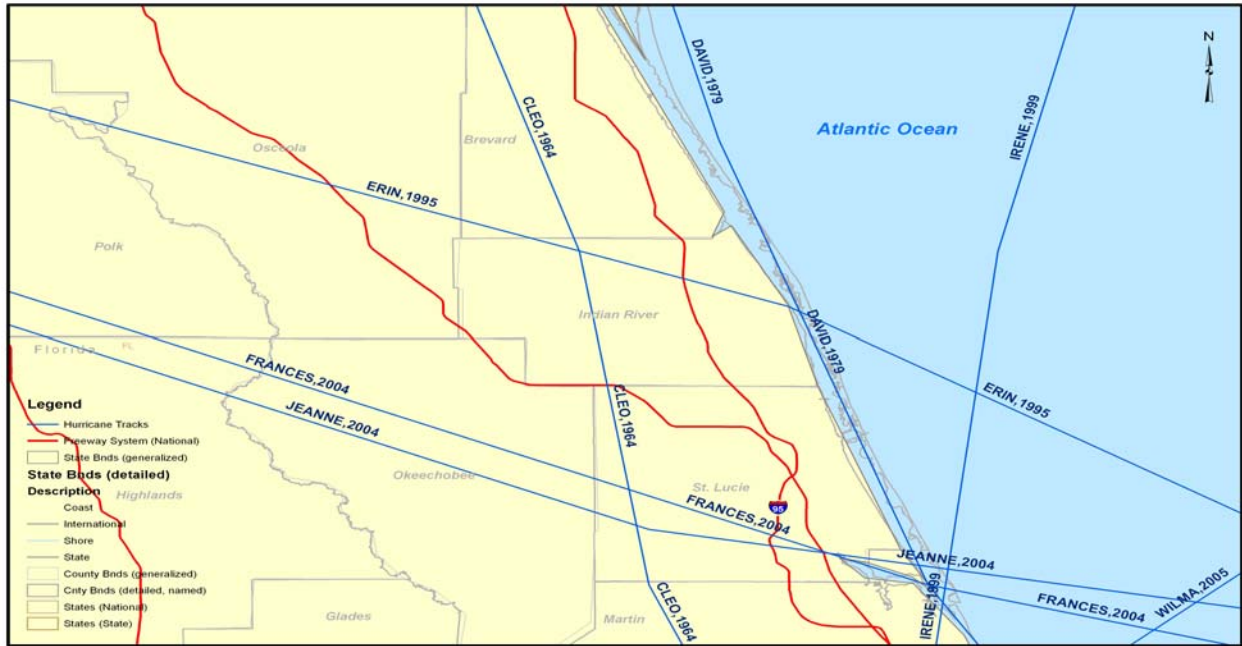 N
DAVID,1979
CLEO,1964
IRENE,1999
Atlantic Ocean
Osceola
Brevard
ERIN,1995
Polk
Indian River
DAVID,1979
Florida FL
FRANCES,2004
ERIN,1995
JEANNE,2004
CLEO,1964
Legend
Hurricane Tracks
Freeway System (National)
State Bnds (generalized)
State Bnds (detailed)
Description
Coast
International
Shore
State
County Bnds (generalized)
Cnty Bnds (detailed, named)
States (National)
States (State)
Highlands
Okeechobee
St. Lucie
95
FRANCES,2004
JEANNE,2004
FRANCES,2004
WILMA,2005
IRENE,1899
CLEO,1964
Glades
Martin